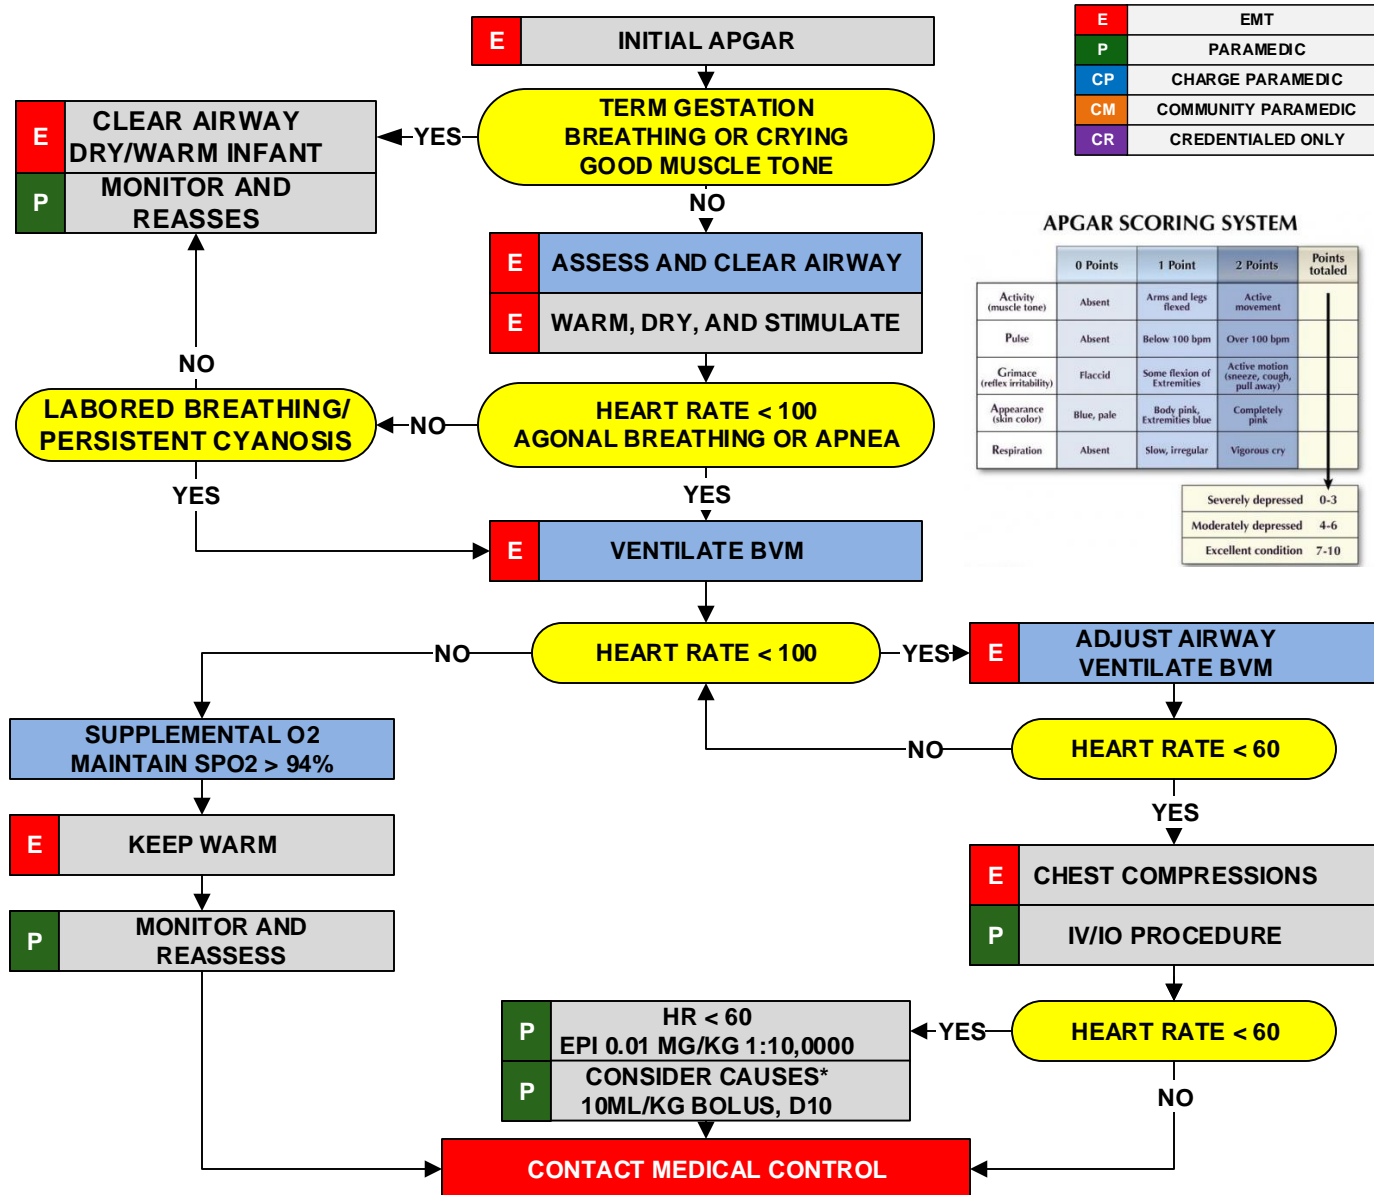 E INITIAL APGAR
E EMT
P PARAMEDIC
CP CHARGE PARAMEDIC
CM COMMUNITY PARAMEDIC
CR CREDENTIALED ONLY
TERM GESTATION
BREATHING OR CRYING
GOOD MUSCLE TONE
YES
E CLEAR AIRWAY
DRY/WARM INFANT
P MONITOR AND
REASSES
NO
E ASSESS AND CLEAR AIRWAY
E WARM, DRY, AND STIMULATE
APGAR SCORING SYSTEM
0 Points 1 Point 2 Points Points
totaled
Activity
(muscle tone)
Absent
Arms and legs
flexed
Active
movement
Pulse
Absent
Below 100 bpm
Over 100 bpm
Grimace
(reflex irritability)
Flaccid
Some flexion of
Extremities
Active motion
(sneeze, cough,
pull away)
Appearance
(skin color)
Blue, pale
Body pink,
Extremities blue
Completely
pink
Respiration
Absent
Slow, irregular
Vigorous cry
Severely depressed 0-3
Moderately depressed 4-6
Excellent condition 7-10
NO
LABORED BREATHING/
PERSISTENT CYANOSIS
NO
HEART RATE < 100
AGONAL BREATHING OR APNEA
YES
YES
E VENTILATE BVM
NO
HEART RATE < 100
YES
E ADJUST AIRWAY
VENTILATE BVM
SUPPLEMENTAL O2
MAINTAIN SPO2 > 94%
NO
HEART RATE < 60
YES
E KEEP WARM
E CHEST COMPRESSIONS
P MONITOR AND
REASSESS
P IV/IO PROCEDURE
P HR < 60
EPI 0.01 MG/KG 1:10,0000
YES
HEART RATE < 60
P CONSIDER CAUSES*
10ML/KG BOLUS, D10
NO
CONTACT MEDICAL CONTROL